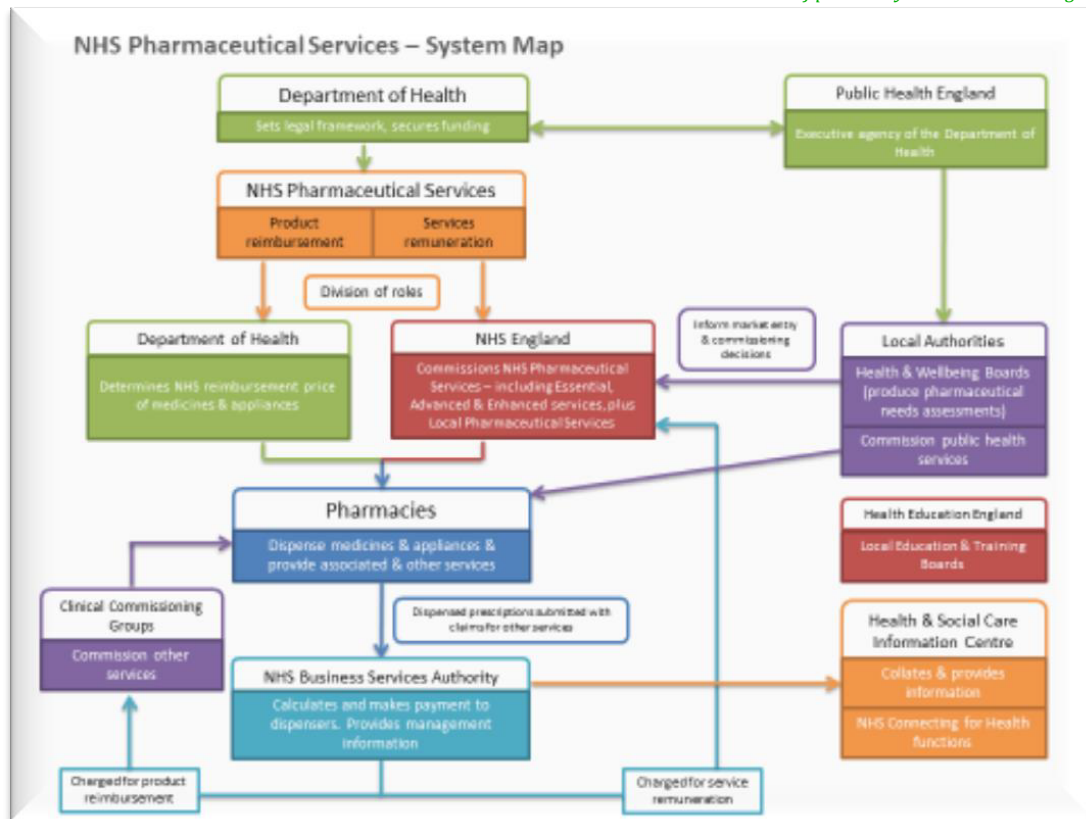 NHS Pharmaceutical Services – System Map
Department of Health
Sets legal framework, secures funding
Public Health England
Executive agency of the Department of
Health
NHS Pharmaceutical Services
Product
reimbursement
Services
remuneration
Division of roles
Department of Health
Determines NHS reimbursement price
of medicines & appliances
NHS England
Commissions NHS Pharmaceutical
Services – including Essential,
Advanced & Enhanced services, plus
Local Pharmaceutical Services
Inform market entry
& commissioning
decisions
Local Authorities
Health & Wellbeing Boards
(produce pharmaceutical
needs assessments)
Commission public health
services
Pharmacies
Dispense medicines & appliances &
provide associated & other services
Health Education England
Local Education & Training
Boards
Clinical Commissioning
Groups
Commission other
services
Dispensed prescriptions submitted with
claims for other services
Health & Social Care
Information Centre
Collates & provides
information
NHS Connecting for Health
functions
NHS Business Services Authority
Calculates and makes payment to
dispensers. Provides management
information
Charged for product
reimbursement
Charged for service
remuneration